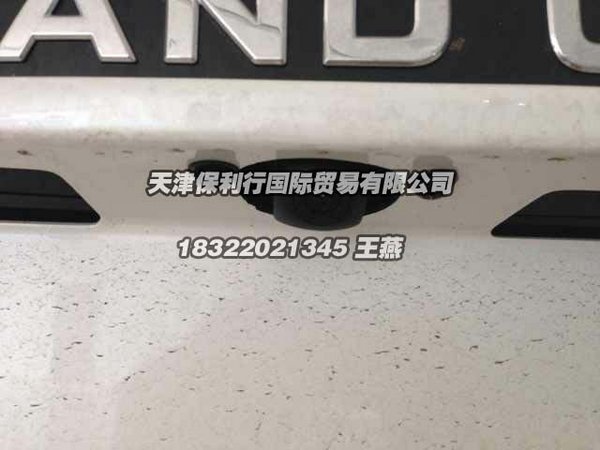 AND C
天津保利行国际贸易有限公司
18322021345 王燕